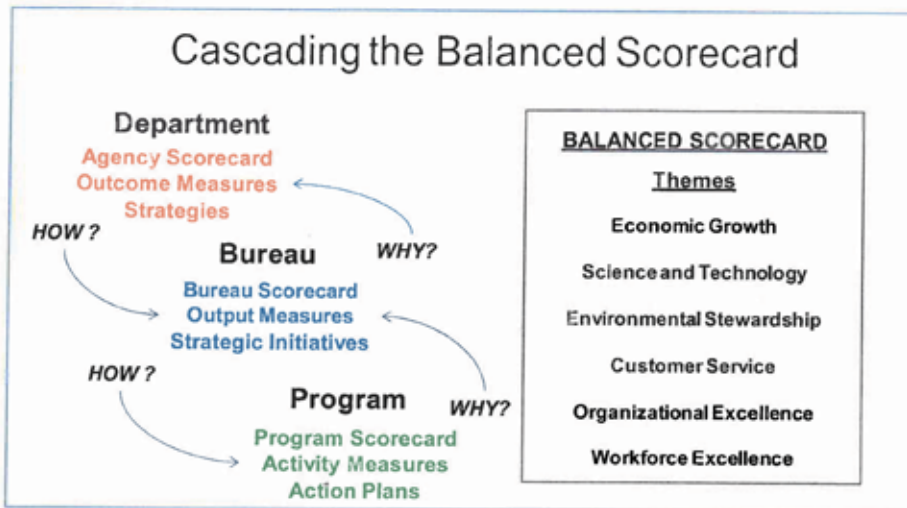 Cascading the Balanced Scorecard
Department
Agency Scorecard
Outcome Measures
Strategies
HOW ?
WHY?
Bureau
Bureau Scorecard
Output Measures
Strategic Initiatives
HOW ?
WHY?
Program
Program Scorecard
Activity Measures
Action Plans
BALANCED SCORECARD
Themes
Economic Growth
Science and Technology
Environmental Stewardship
Customer Service
Organizational Excellence
Workforce Excellence